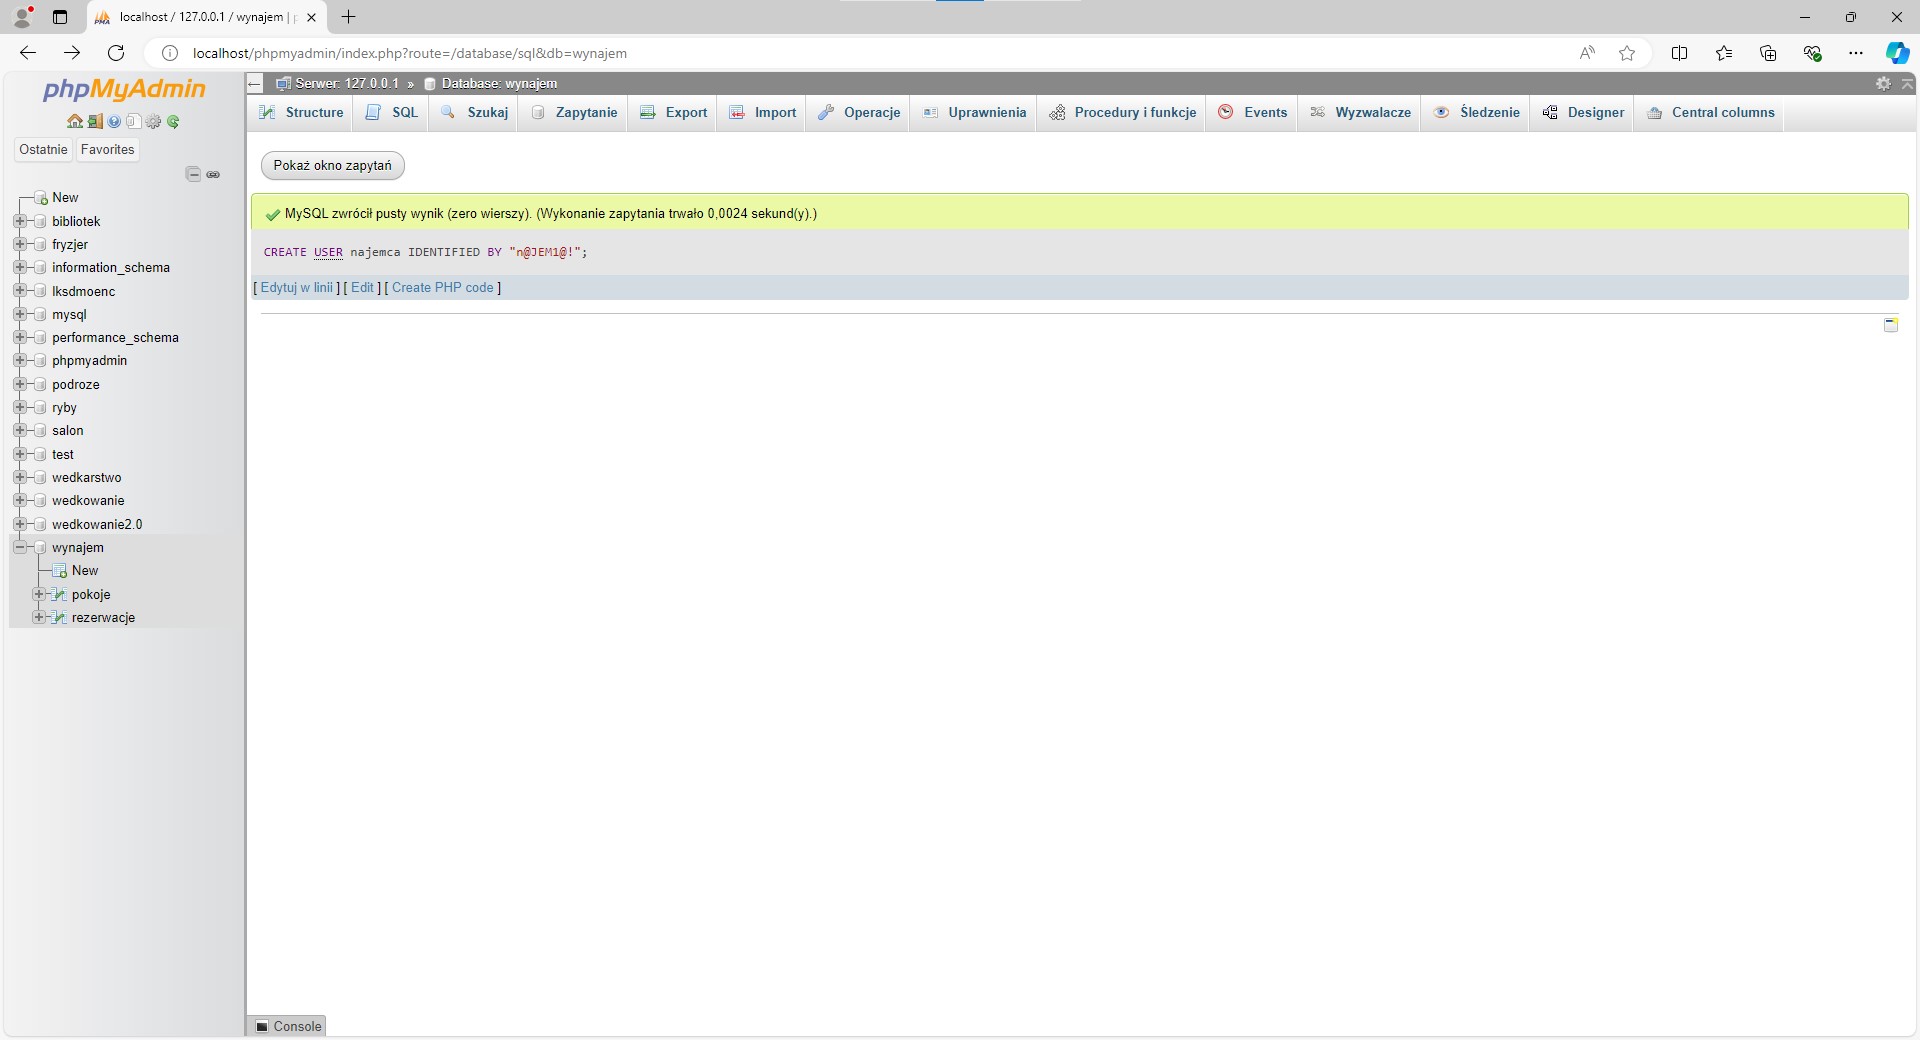 localhost / 127.0.0.1 / wynajem | p
localhost/phpmyadmin/index.php?route=/database/sql&db=wynajem
phpMyAdmin
Ostatnie Favorites
New
bibliotek
fryzjer
information_schema
lksdmoenc
mysql
performance_schema
phpmyadmin
podroze
ryby
salon
test
wedkarstwo
wedkowanie
wedkowanie2.0
wynajem
New
pokoje
rezerwacje
Serwer: 127.0.0.1 » Database: wynajem
Structure SQL Szukaj Zapytanie Export Import Operacje Uprawnienia Procedury i funkcje Events Wyzwalacze Śledzenie Designer Central columns
Pokaż okno zapytań
MySQL zwrócił pusty wynik (zero wierszy). (Wykonanie zapytania trwało 0,0024 sekund(y).)
CREATE USER najemca IDENTIFIED BY "n@JEM1@!";
[ Edytuj w linii ] [ Edit ] [ Create PHP code ]
Console